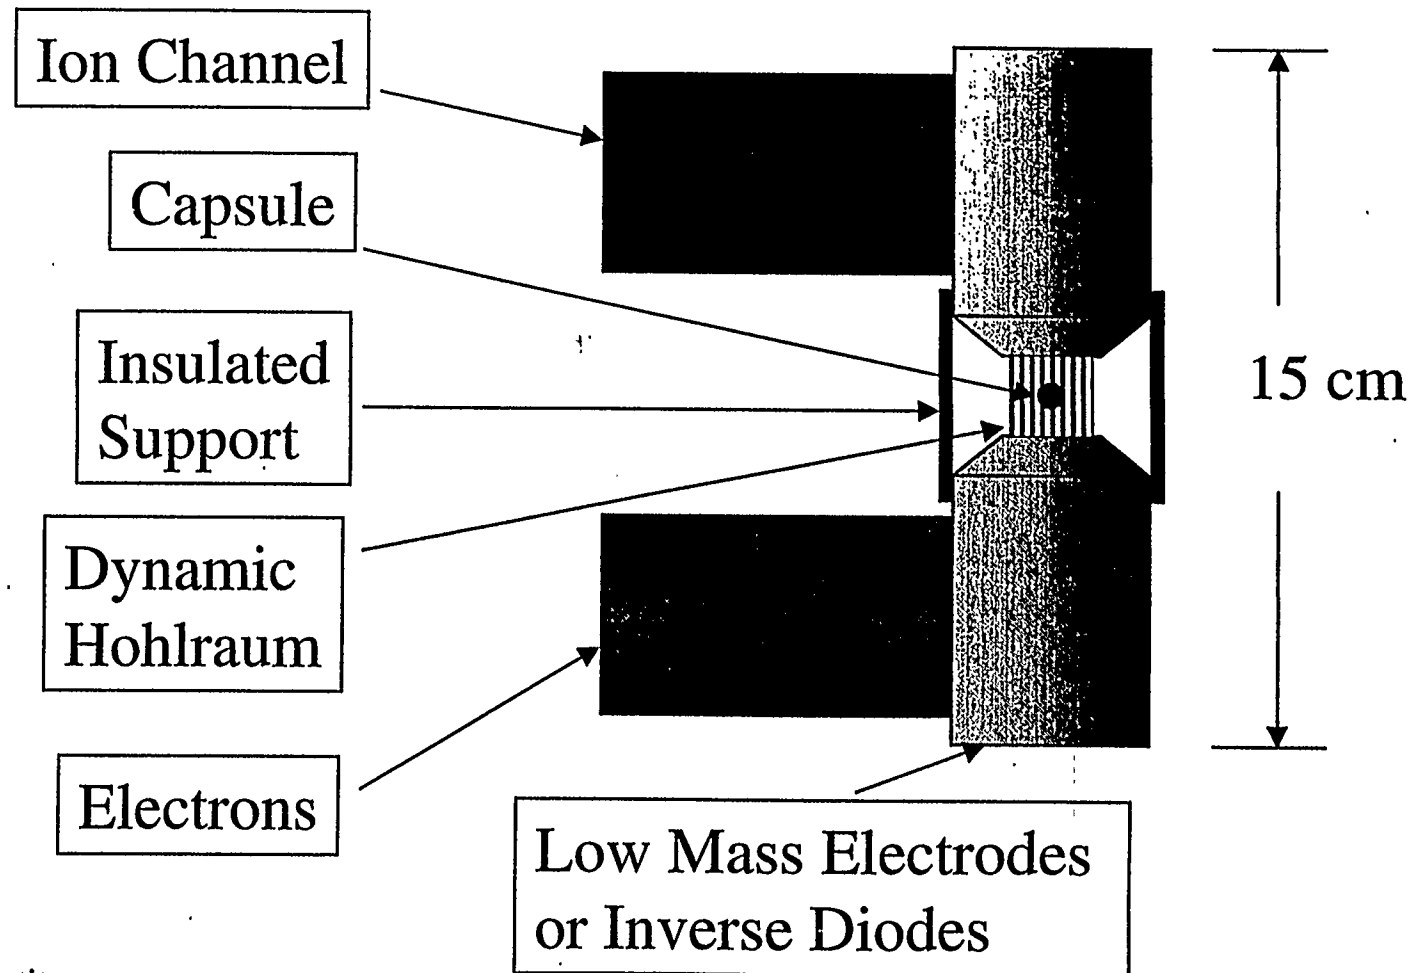 Ion Channel
Capsule
Insulated
Support
Dynamic
Hohlraum
Electrons
Low Mass Electrodes
or Inverse Diodes
15 cm